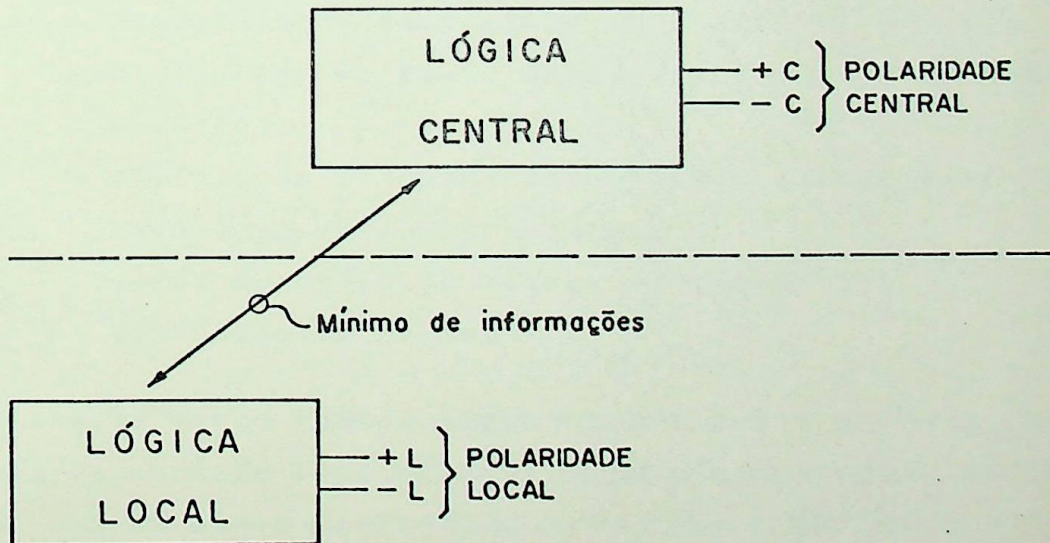 LÓGICA
CENTRAL
+ C
- C
POLARIDADE
CENTRAL
Mínimo de informações
LÓGICA
LOCAL
+ L
- L
POLARIDADE
LOCAL